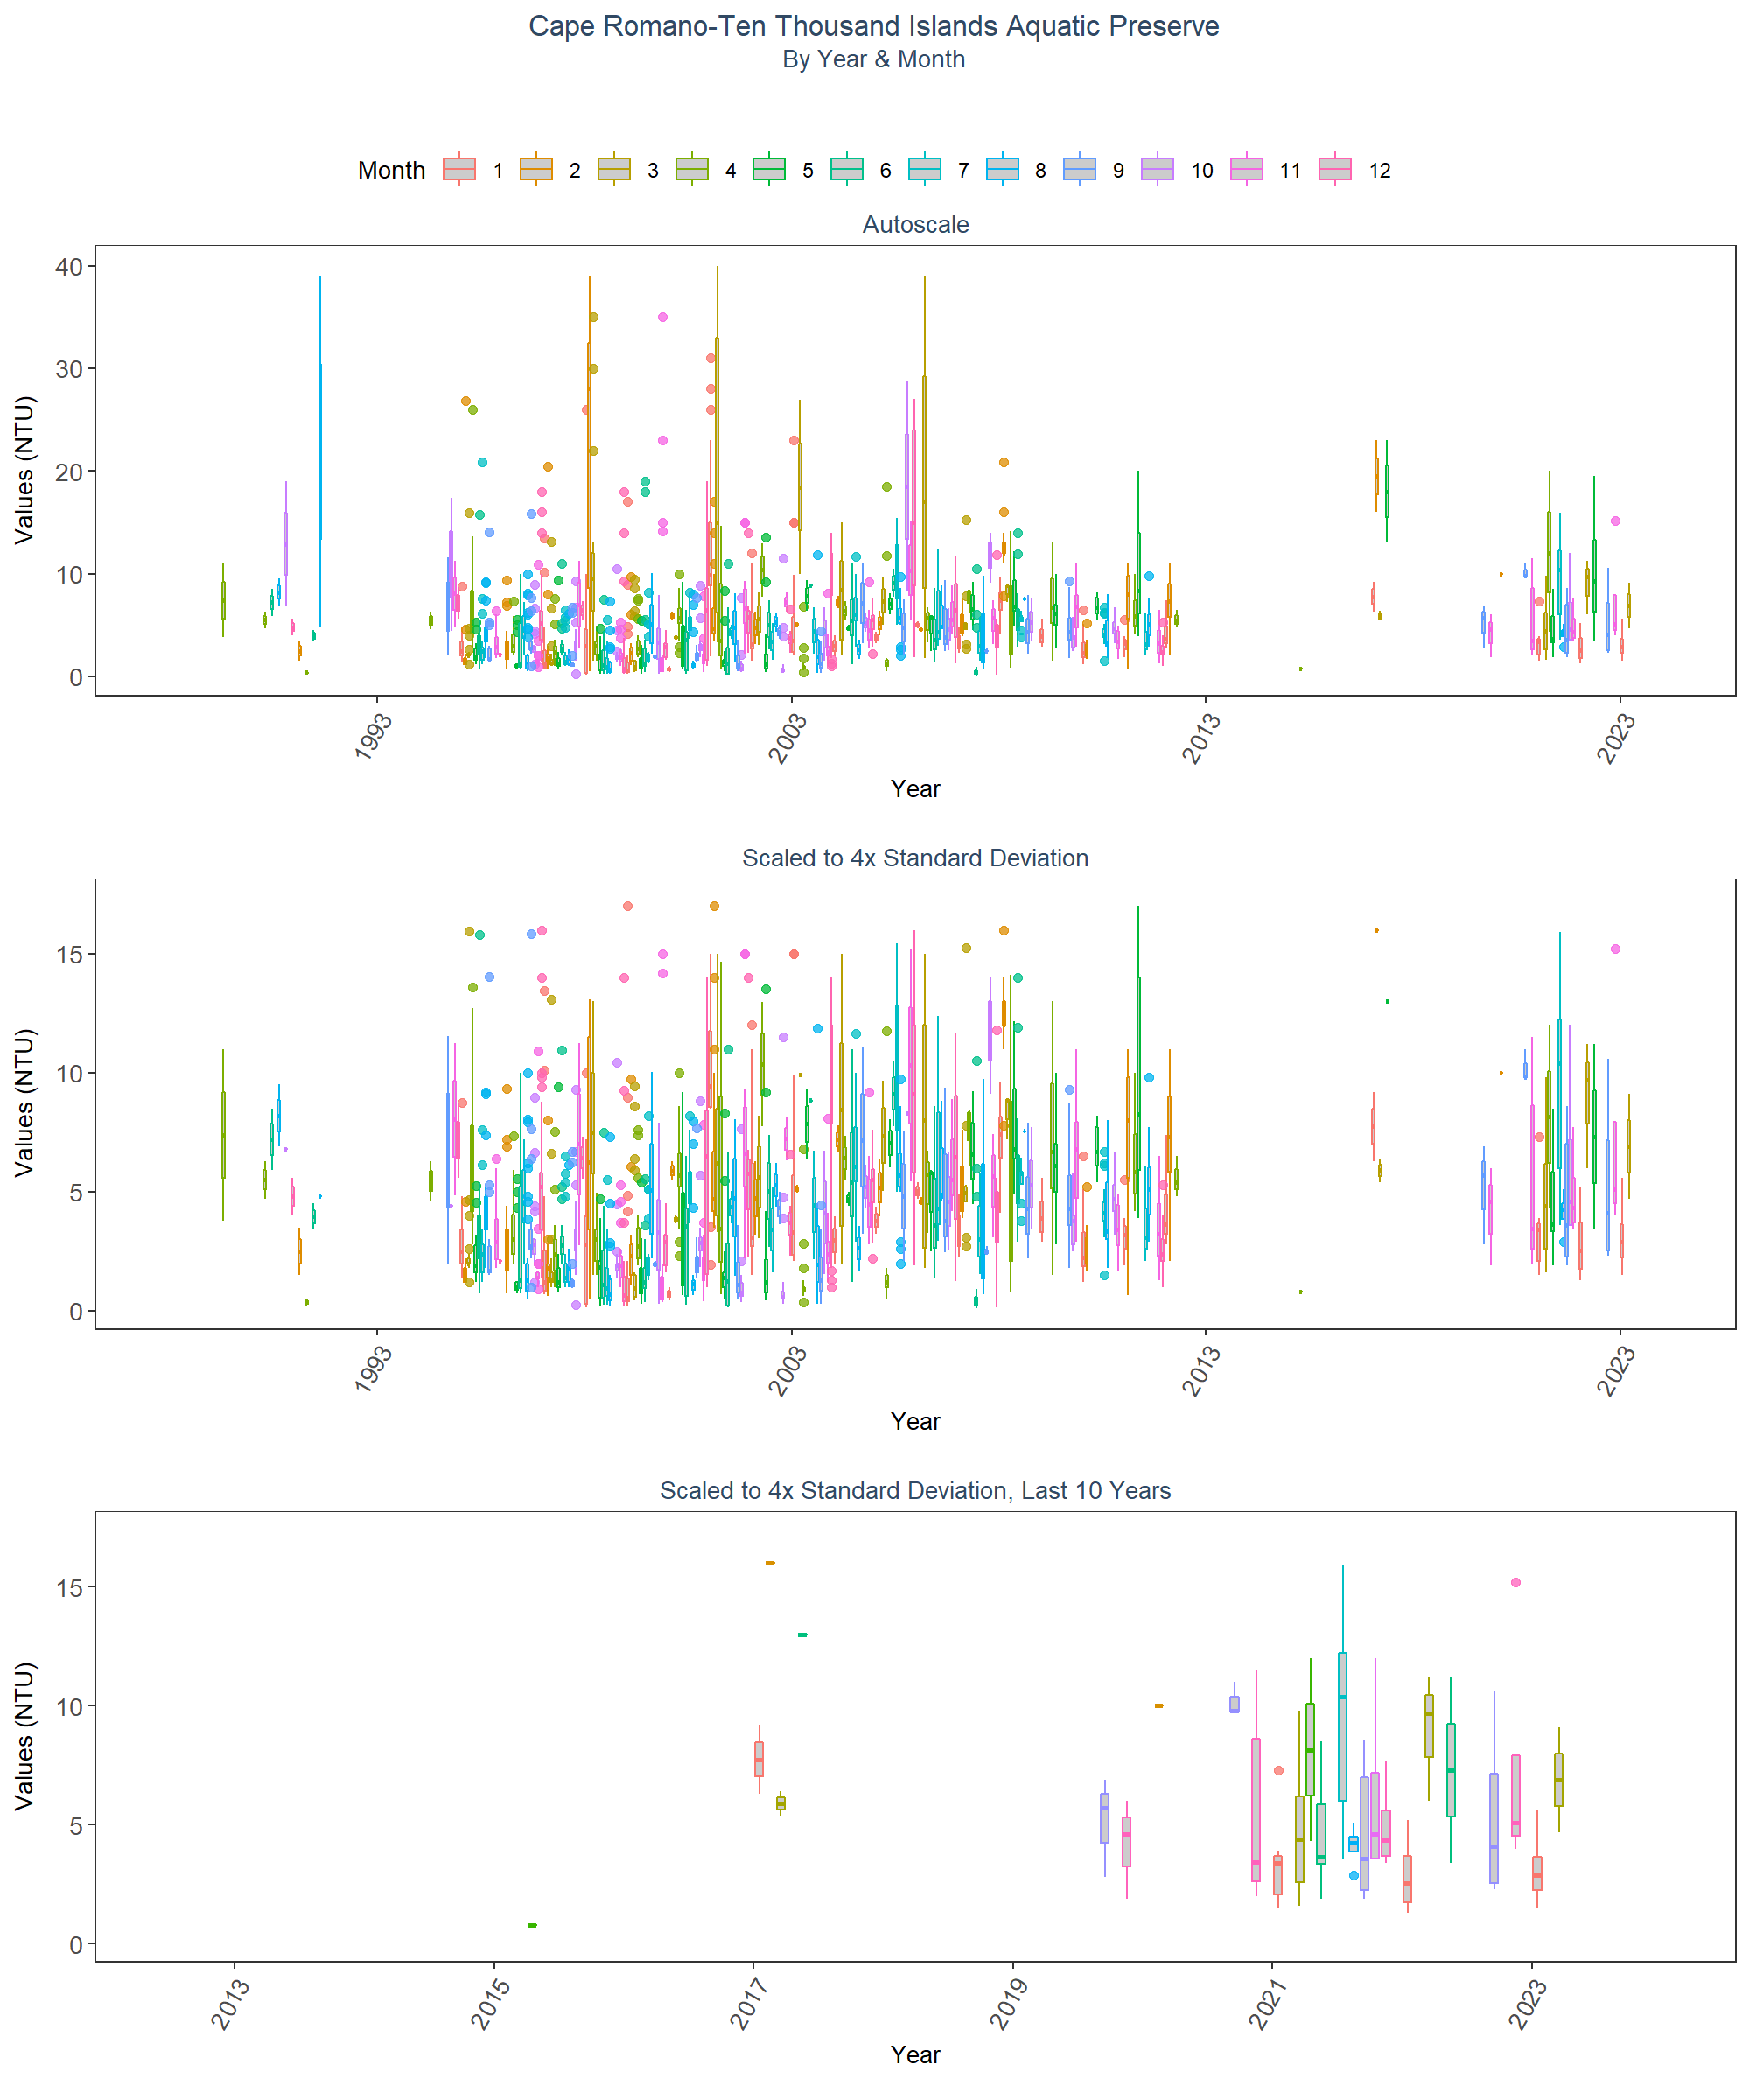 Cape Romano-Ten Thousand Islands Aquatic Preserve
By Year & Month
Month 1 2 3 4 5 6 7 8 9 10 11 12
Autoscale
Values (NTU)
40
30
20
10
0
1993 2003 2013 2023
Year
Scaled to 4x Standard Deviation
Values (NTU)
15
10
5
0
1993 2003 2013 2023
Year
Scaled to 4x Standard Deviation, Last 10 Years
Values (NTU)
15
10
5
0
2013 2015 2017 2019 2021 2023
Year